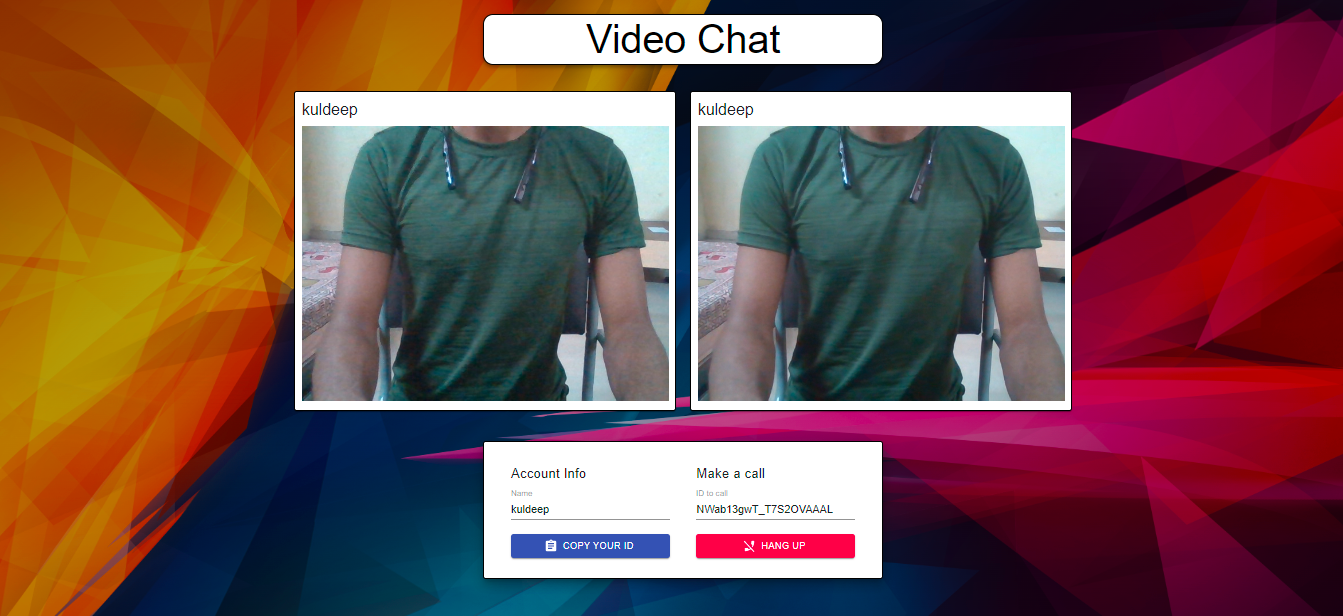 Video Chat
kuldeep
kuldeep
Account Info
Name
kuldeep
COPY YOUR ID
Make a call
ID to call
NWab13gwT_T7S2OVAAAL
HANG UP